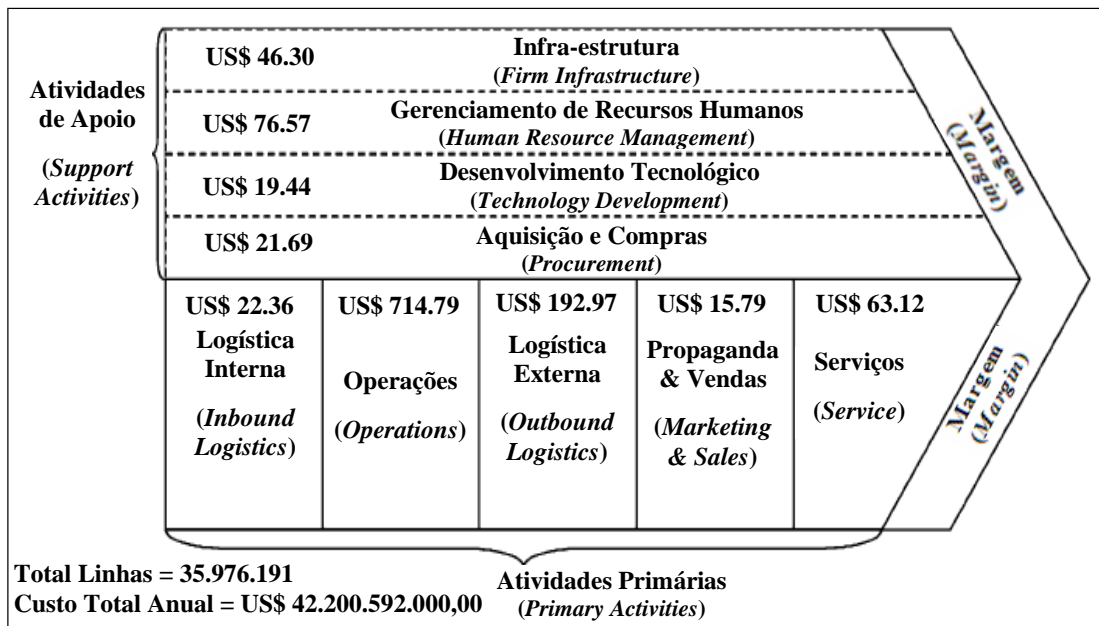 US$ 46.30
Infra-estrutura
(Firm Infrastructure)
Atividades
de Apoio
(Support
Activities)
US$ 76.57
Gerenciamento de Recursos Humanos
(Human Resource Management)
US$ 19.44
Desenvolvimento Tecnológico
(Technology Development)
US$ 21.69
Aquisição e Compras
(Procurement)
Margem
(Margin)
US$ 22.36
Logística
Interna
(Inbound
Logistics)
US$ 714.79
Operações
(Operations)
US$ 192.97
Logística
Externa
(Outbound
Logistics)
US$ 15.79
Propaganda
& Vendas
(Marketing
& Sales)
US$ 63.12
Serviços
(Service)
Margem
(Margin)
Total Linhas = 35.976.191
Custo Total Anual = US$ 42.200.592.000,00
Atividades Primárias
(Primary Activities)